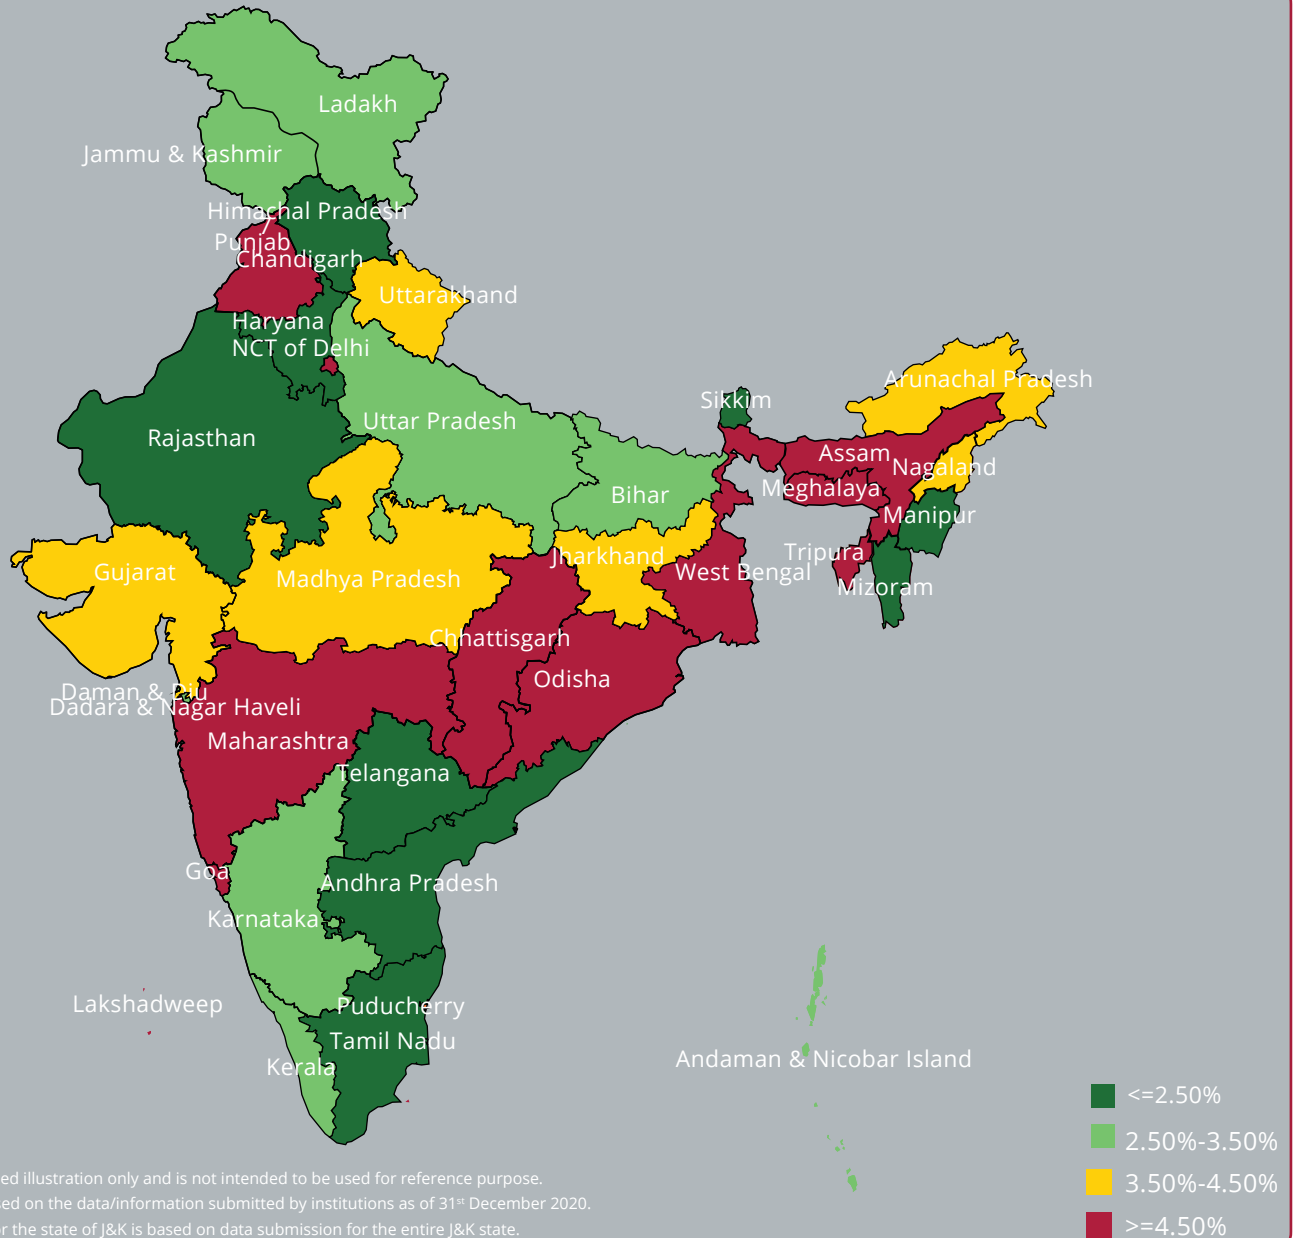 Ladakh
Jammu & Kashmir
Himachal Pradesh
7
Punjab
Chandigarh
Uttarakhand
Haryana
NCT of Delhi
Arunachal Pradesh
Sikkim
Uttar Pradesh
Rajasthan
Assam
Nagaland
Meghalaya
Bihar
Manipur
Tripura
Jharkhand
West Bengal
Gujarat
Madhya Pradesh
Mizoram
Chhattisgarh
Odisha
Daman & Diu
Dadara & Nagar Haveli
Maharashtra
Telangana
Goa
Andhra Pradesh
Karnataka
Lakshadweep
Puducherry
Tamil Nadu
Andaman & Nicobar Island
Kerala
<=2.50%
2.50%-3.50%
3.50%-4.50%
>=4.50%
ed illustration only and is not intended to be used for reference purpose.
ed on the data/information submitted by institutions as of 31st December 2020.
r the state of J&K is based on data submission for the entire J&K state.